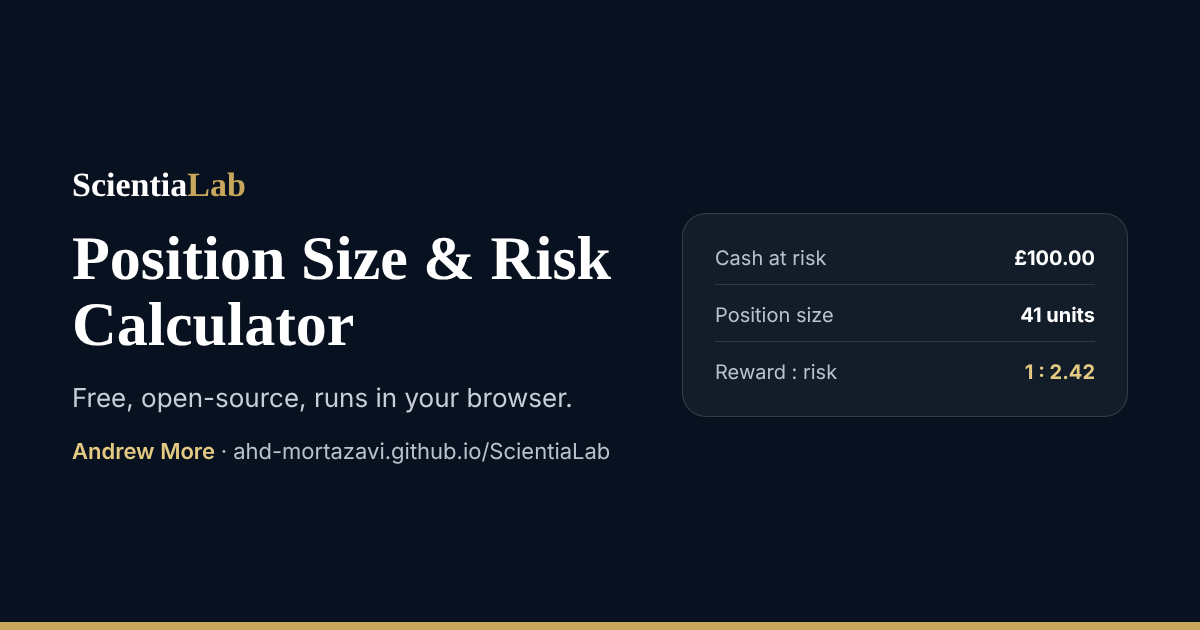 ScientiaLab
Position Size & Risk
Calculator
Free, open-source, runs in your browser.
Andrew More · ahd-mortazavi.github.io/ScientiaLab
Cash at risk £100.00
Position size 41 units
Reward : risk 1 : 2.42